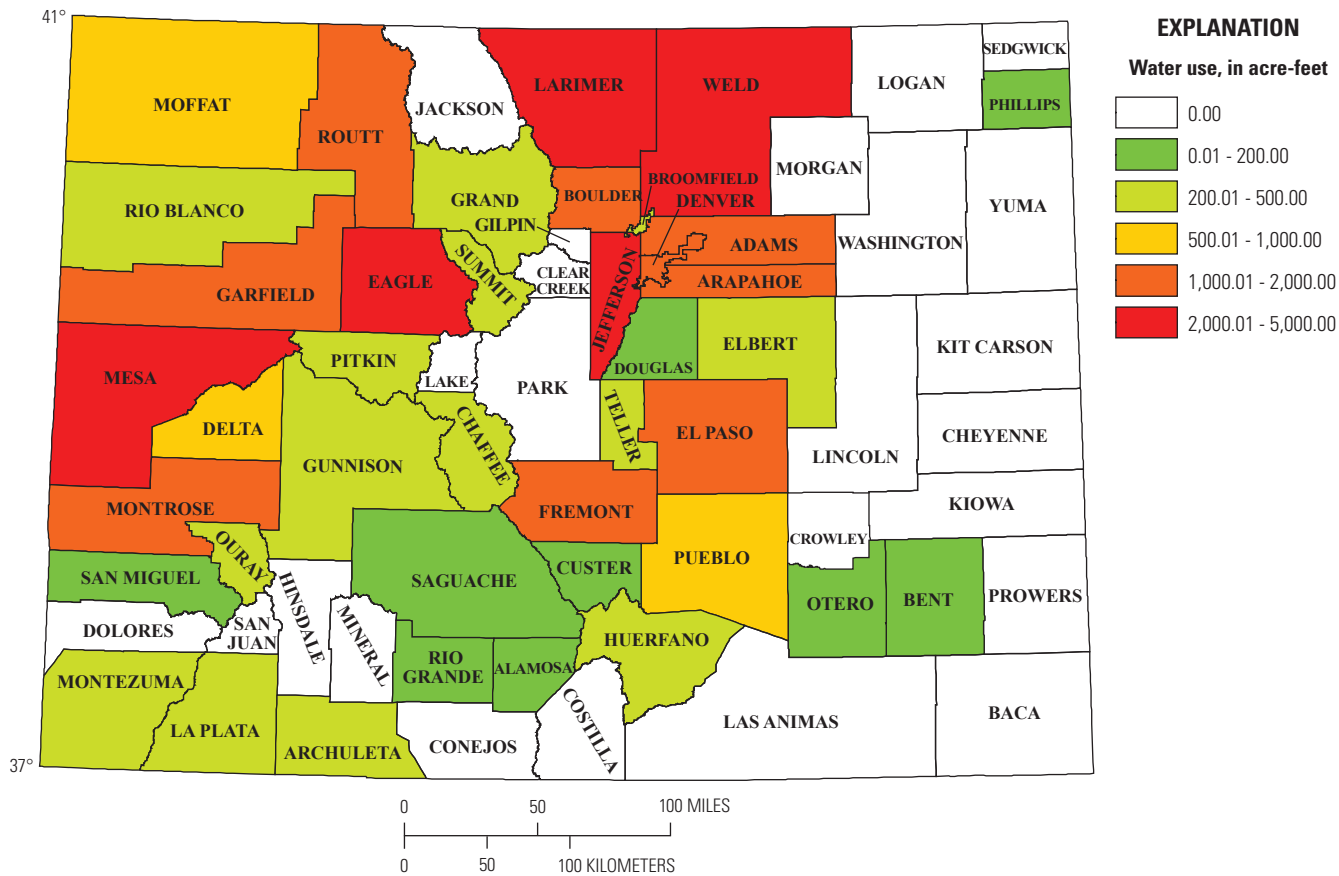 41°
EXPLANATION
Water use, in acre-feet
0.00
0.01 - 200.00
200.01 - 500.00
500.01 - 1,000.00
1,000.01 - 2,000.00
2,000.01 - 5,000.00
SEDGWICK
LOGAN
PHILLIPS
LARIMER
WELD
MOFFAT
JACKSON
ROUTT
MORGAN
BROOMFIELD
BOULDER
DENVER
GRAND
RIO BLANCO
YUMA
GILPIN
ADAMS
WASHINGTON
SUMMIT
CLEAR
CREEK
EAGLE
ARAPAHOE
GARFIELD
JEFFERSON
ELBERT
KIT CARSON
PITKIN
DOUGLAS
MESA
LAKE
PARK
TELLER
DELTA
CHAFFEE
EL PASO
CHEYENNE
LINCOLN
GUNNISON
KIOWA
MONTROSE
FREMONT
CROWLEY
OURAY
PUEBLO
CUSTER
SAN MIGUEL
SAGUACHE
OTERO
BENT
PROWERS
HINSDALE
MINERAL
SAN
JUAN
DOLORES
HUERFANO
RIO
GRANDE
ALAMOSA
MONTEZUMA
COSTILLA
LA PLATA
LAS ANIMAS
BACA
ARCHULETA
CONEJOS
37°
0 50 100 MILES
0 50 100 KILOMETERS